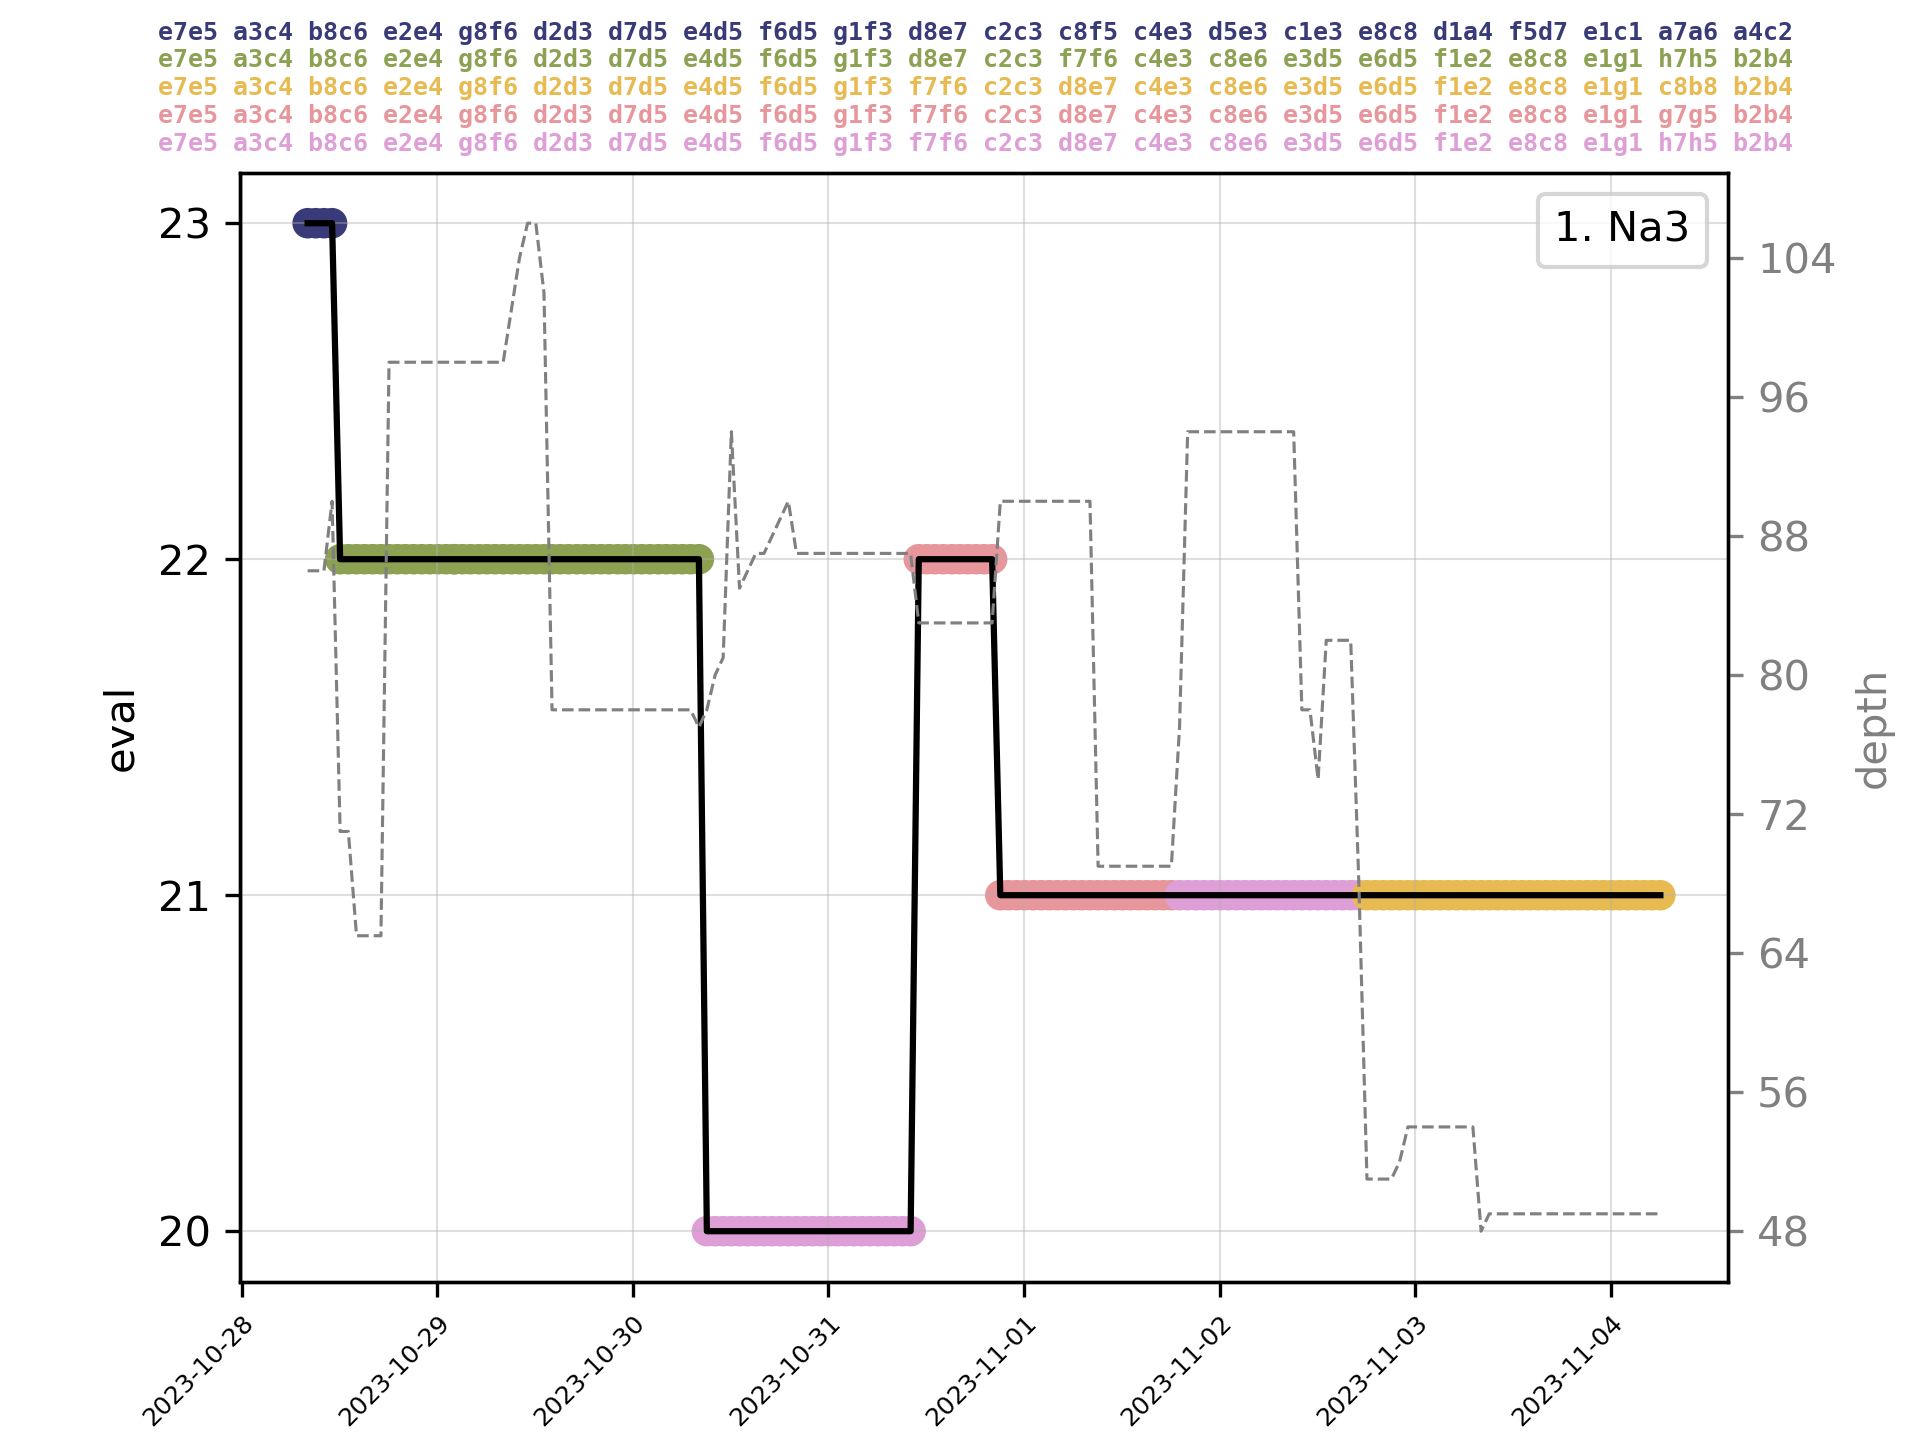 e7e5 a3c4 b8c6 e2e4 g8f6 d2d3 d7d5 e4d5 f6d5 g1f3 d8e7 c2c3 c8f5 c4e3 d5e3 c1e3 e8c8 d1a4 f5d7 e1c1 a7a6 a4c2
e7e5 a3c4 b8c6 e2e4 g8f6 d2d3 d7d5 e4d5 f6d5 g1f3 d8e7 c2c3 f7f6 c4e3 c8e6 e3d5 e6d5 f1e2 e8c8 e1g1 h7h5 b2b4
e7e5 a3c4 b8c6 e2e4 g8f6 d2d3 d7d5 e4d5 f6d5 g1f3 f7f6 c2c3 d8e7 c4e3 c8e6 e3d5 e6d5 f1e2 e8c8 e1g1 c8b8 b2b4
e7e5 a3c4 b8c6 e2e4 g8f6 d2d3 d7d5 e4d5 f6d5 g1f3 f7f6 c2c3 d8e7 c4e3 c8e6 e3d5 e6d5 f1e2 e8c8 e1g1 g7g5 b2b4
e7e5 a3c4 b8c6 e2e4 g8f6 d2d3 d7d5 e4d5 f6d5 g1f3 f7f6 c2c3 d8e7 c4e3 c8e6 e3d5 e6d5 f1e2 e8c8 e1g1 h7h5 b2b4
1. Na3
23
22
21
20
eval
104
96
88
80
72
64
56
48
depth
2023-10-28
2023-10-29
2023-10-30
2023-10-31
2023-11-01
2023-11-02
2023-11-03
2023-11-04